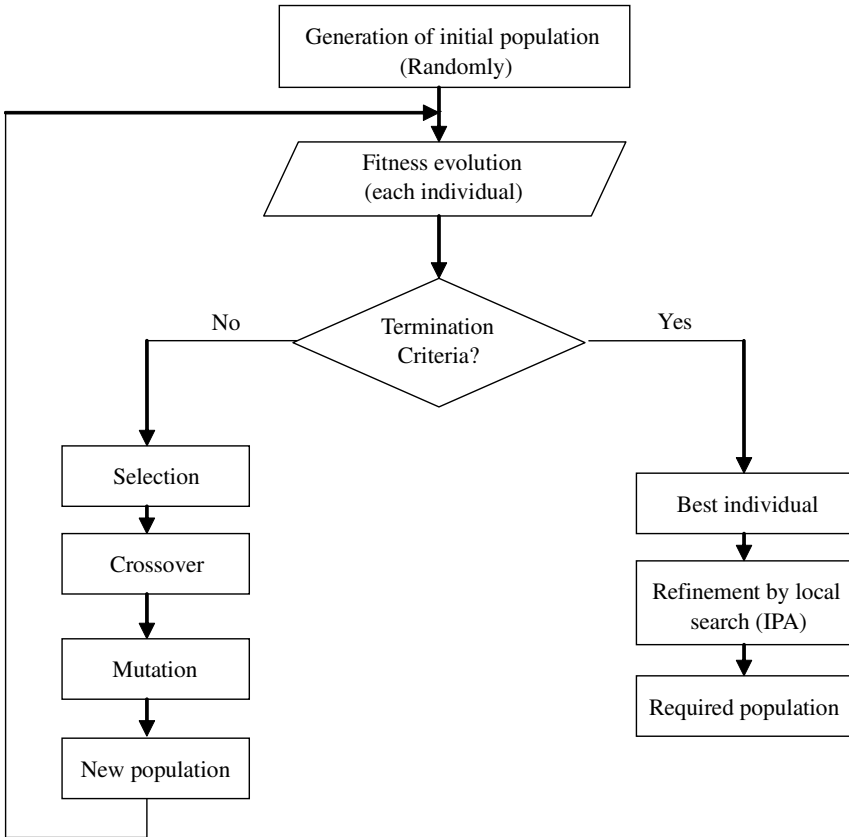 Generation of initial population
(Randomly)
Fitness evolution
(each individual)
Termination
Criteria?
No
Yes
Selection
Crossover
Mutation
New population
Best individual
Refinement by local
search (IPA)
Required population